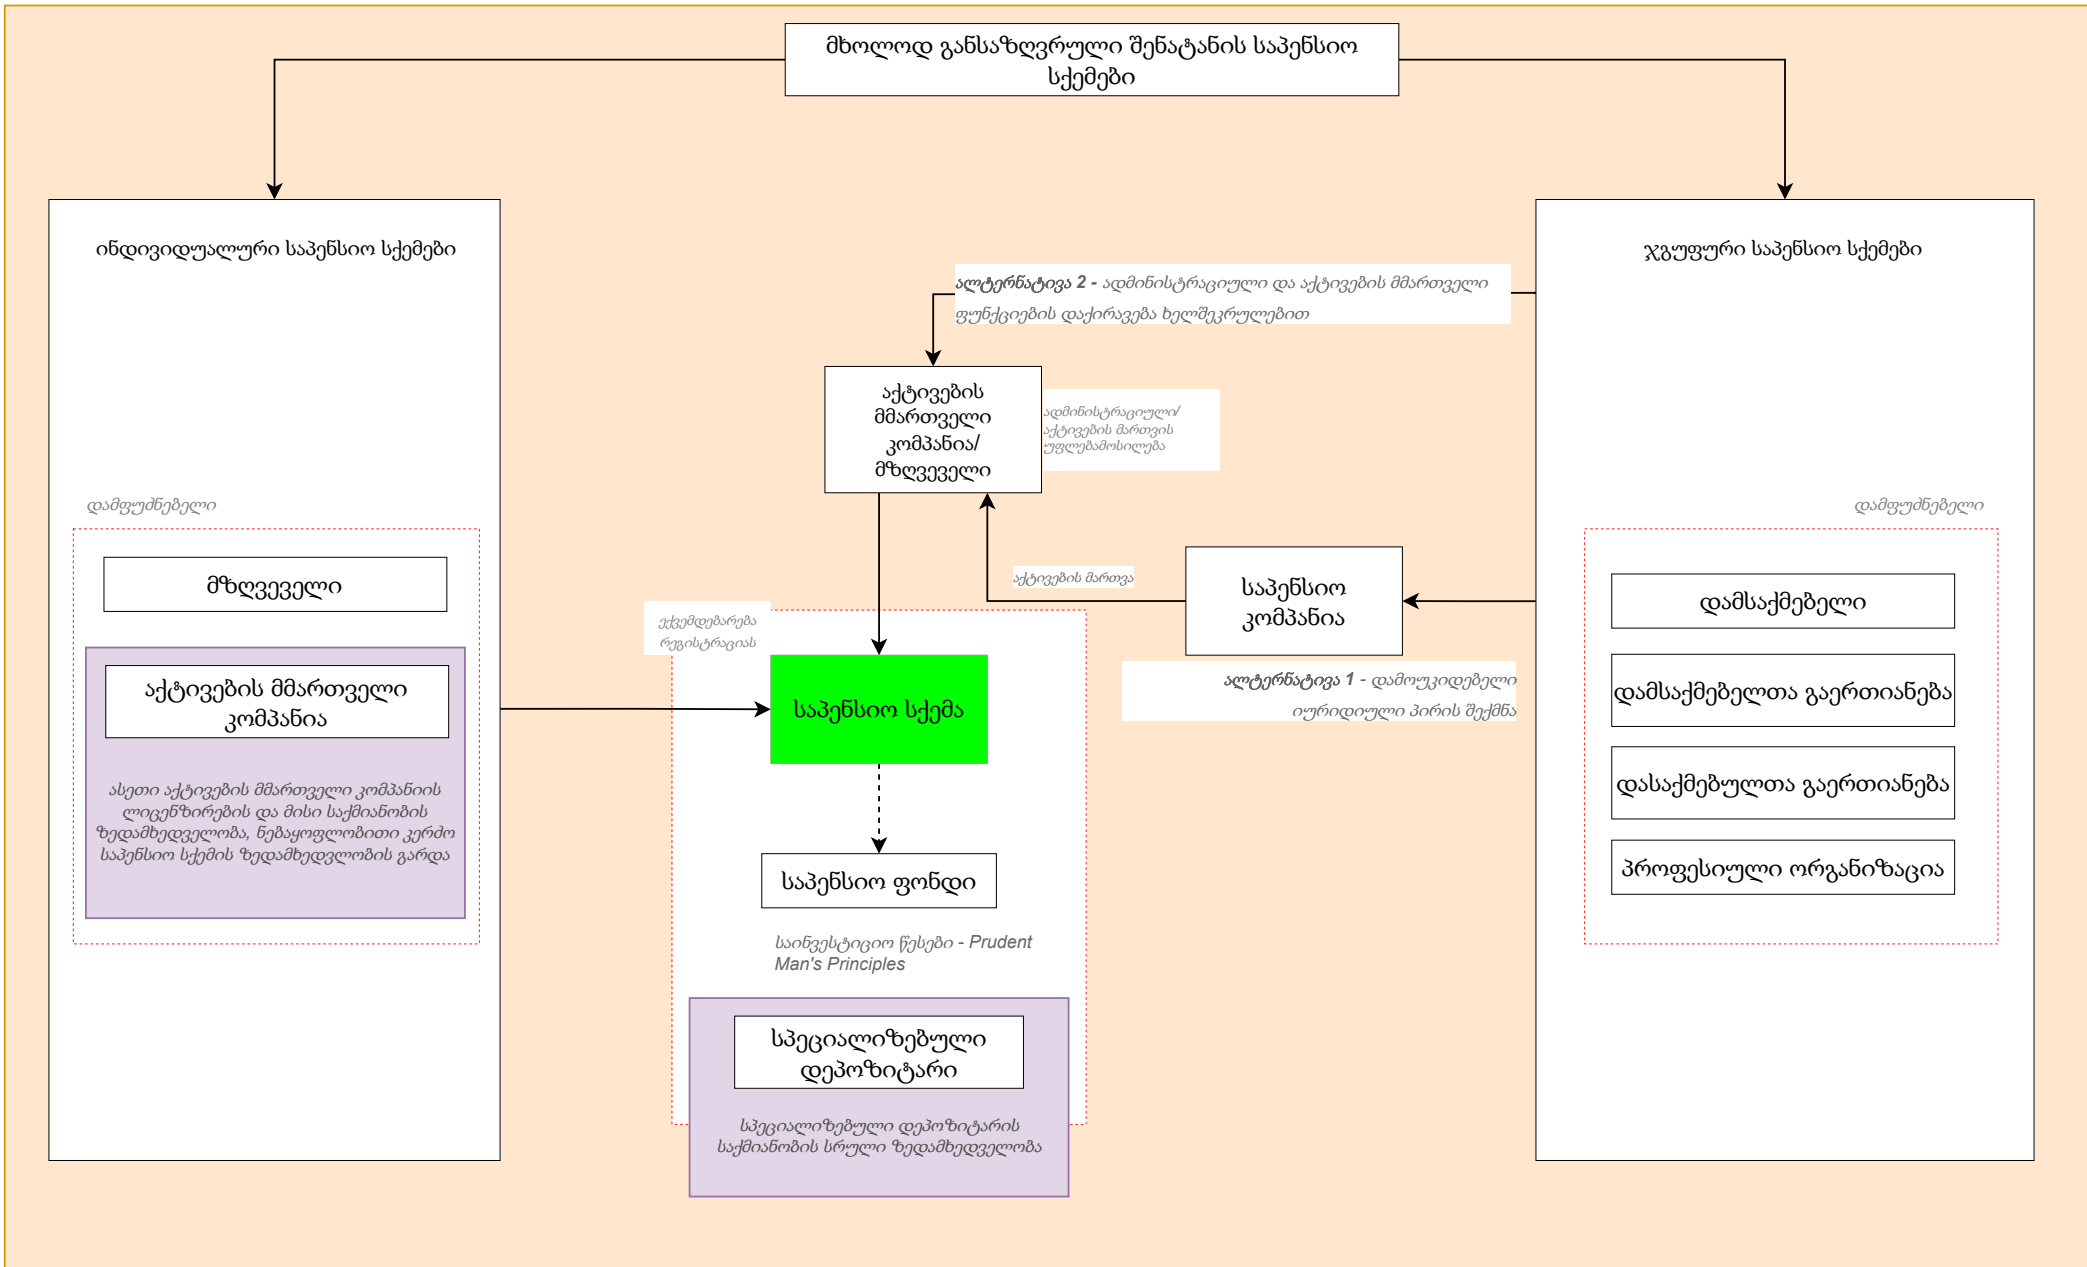 მხოლოდ განსაზღვრული შენატანის საპენსიო
სქემები
ინდივიდუალური საპენსიო სქემები
დამფუძნებელი
მზღვეველი
აქტივების მმართველი
კომპანია
ასეთი აქტივების მმართველი კომპანიის
ლიცენზირების და მისი საქმიანობის
ზედამხედველობა, ნებაყოფლობითი კერძო
საპენსიო სქემის ზედამხედვლობის გარდა
ალტერნატივა 2 - ადმინისტრაციული და აქტივების მმართველი
ფუნქციების დაქირავება ხელშეკრულებით
აქტივების
მმართველი
კომპანია/
მზღვეველი
ადმინისტრაციული/
აქტივების მართვის
უფლებამოსილება
აქტივების მართვა
საპენსიო
კომპანია
ალტერნატივა 1 - დამოუკიდებელი
იურიდიული პირის შექმნა
ექვემდებარება
რეგისტრაციას
საპენსიო სქემა
საპენსიო ფონდი
საინვესტიციო წესები - Prudent
Man's Principles
სპეციალიზებული
დეპოზიტარი
სპეციალიზებული დეპოზიტარის
საქმიანობის სრული ზედამხედველობა
ჯგუფური საპენსიო სქემები
დამფუძნებელი
დამსაქმებელი
დამსაქმებელთა გაერთიანება
დასაქმებულთა გაერთიანება
პროფესიული ორგანიზაცია